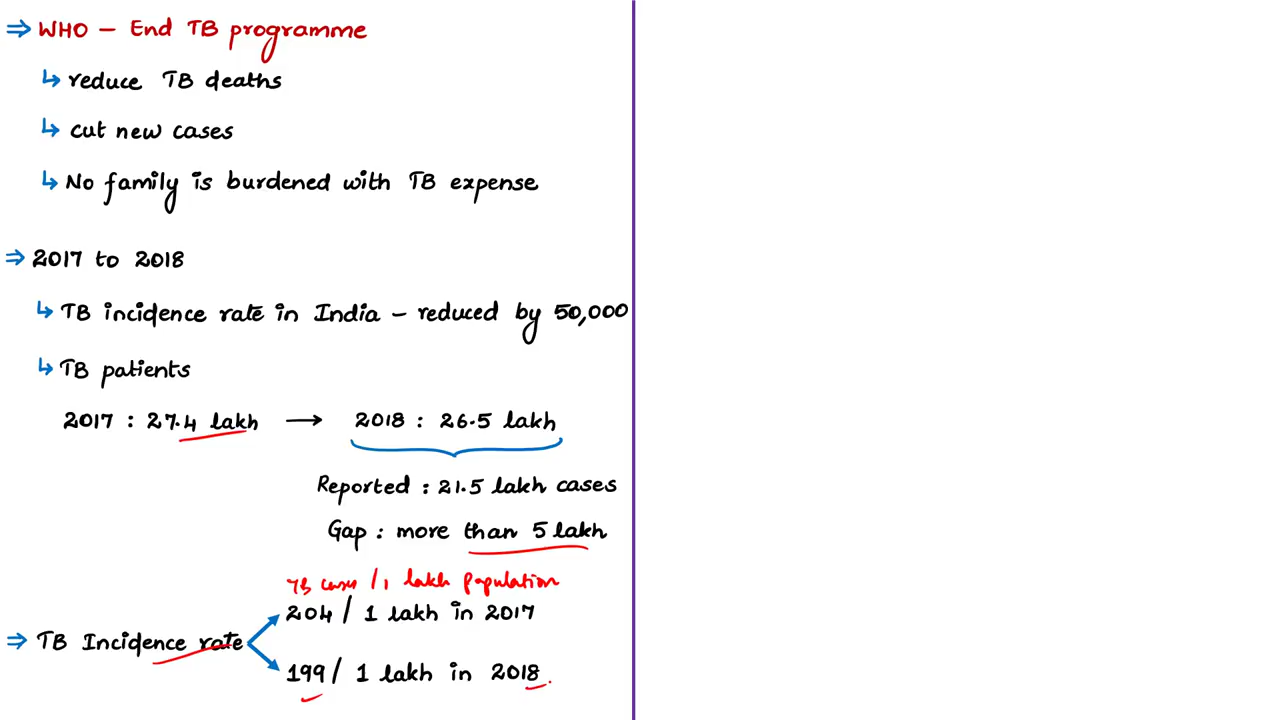 ⇒ WHO – End TB programme
↳ reduce TB deaths
↳ cut new cases
↳ No family is burdened with TB expense
⇒ 2017 to 2018
↳ TB incidence rate in India – reduced by 50,000
↳ TB patients
2017 : 27.4 lakh → 2018 : 26.5 lakh
Reported : 21.5 lakh cases
Gap : more than 5 lakh
TB cases / 1 lakh population
204 / 1 lakh in 2017
⇒ TB Incidence rate
199 / 1 lakh in 2018